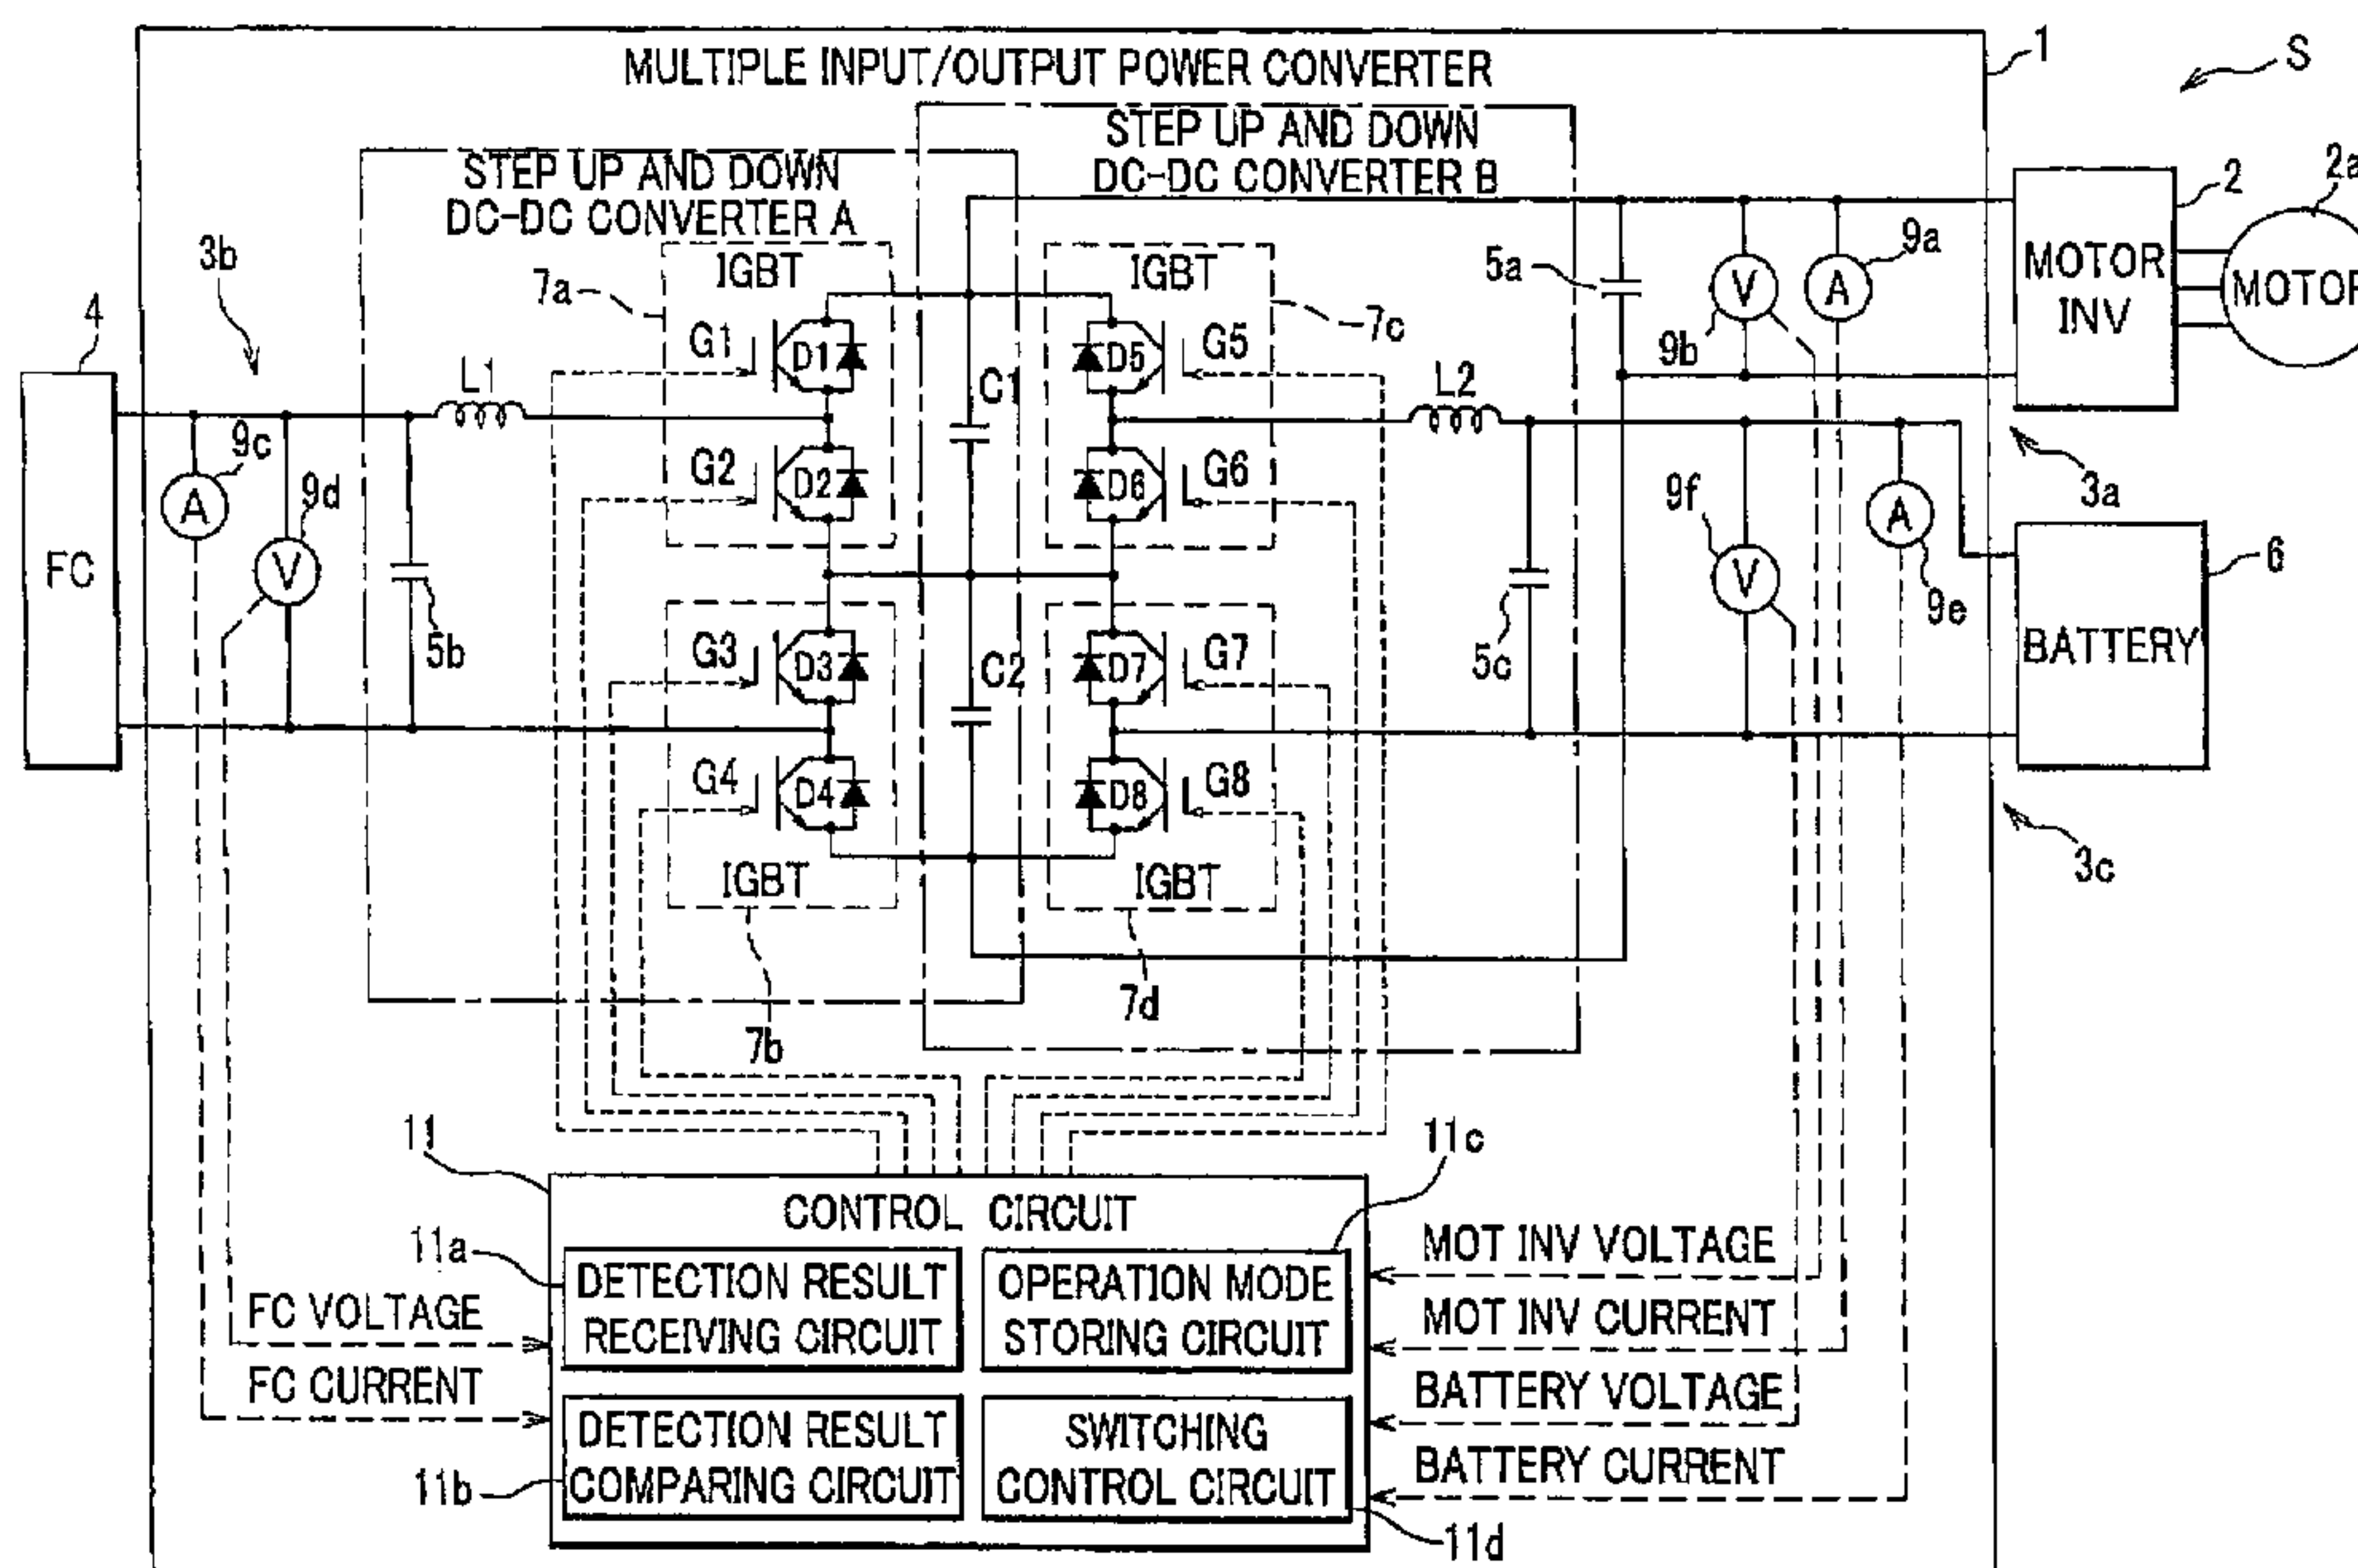 MULTIPLE INPUT/OUTPUT POWER CONVERTER
1
S
STEP UP AND DOWN
DC-DC CONVERTER B
STEP UP AND DOWN
DC-DC CONVERTER A
2
2a
3b
7a
IGBT
IGBT
7c
5a
9b
V
A
9a
MOTOR
INV
MOTOR
4
L1
G1
D1
C1
D5
G5
L2
9c
A
9d
V
5b
G2
D2
D6
G6
3a
9f
V
A
9e
6
FC
5c
BATTERY
G3
D3
C2
D7
G7
G4
D4
D8
G8
3c
IGBT
IGBT
7b
7d
11
11c
CONTROL CIRCUIT
11a
DETECTION RESULT
RECEIVING CIRCUIT
OPERATION MODE
STORING CIRCUIT
MOT INV VOLTAGE
FC VOLTAGE
MOT INV CURRENT
FC CURRENT
BATTERY VOLTAGE
11b
DETECTION RESULT
COMPARING CIRCUIT
SWITCHING
CONTROL CIRCUIT
BATTERY CURRENT
11d